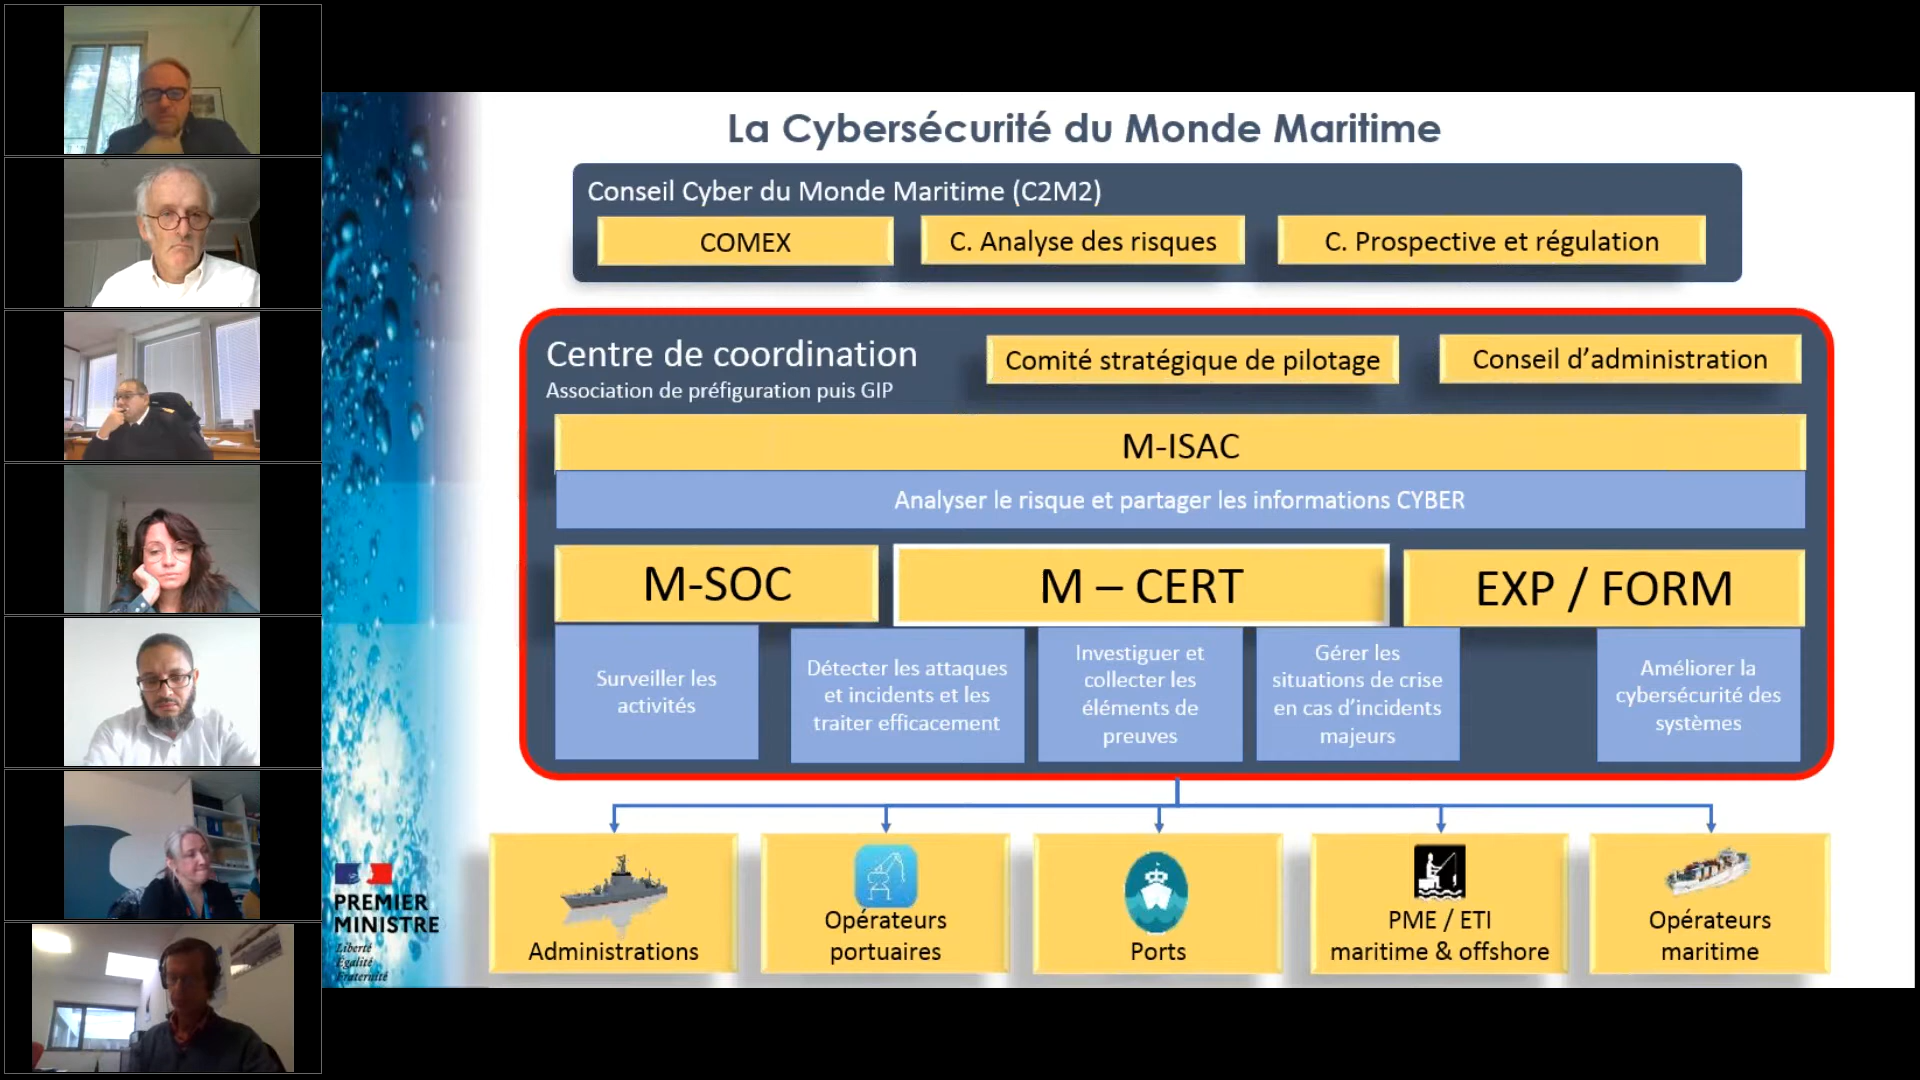 La Cybersécurité du Monde Maritime
Conseil Cyber du Monde Maritime (C2M2)
COMEX
C. Analyse des risques
C. Prospective et régulation
Centre de coordination
Association de préfiguration puis GIP
Comité stratégique de pilotage
Conseil d’administration
M-ISAC
Analyser le risque et partager les informations CYBER
M-SOC
M – CERT
EXP / FORM
Surveiller les
activités
Détecter les attaques
et incidents et les
traiter efficacement
Investiguer et
collecter les
éléments de
preuves
Gérer les
situations de crise
en cas d’incidents
majeurs
Améliorer la
cybersécurité des
systèmes
Administrations
Opérateurs
portuaires
Ports
PME / ETI
maritime & offshore
Opérateurs
maritime
PREMIER
MINISTRE
Liberté
Égalité
Fraternité